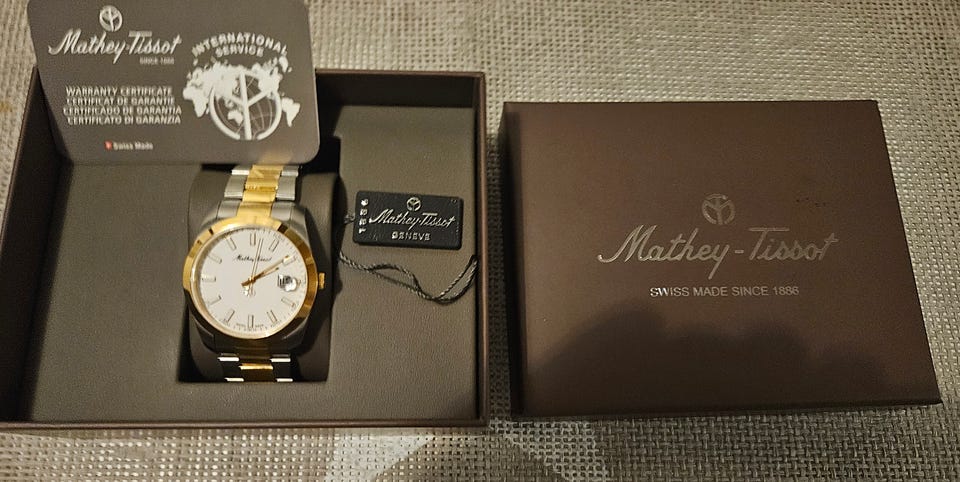 Mathey-Tissot
SINCE 1886
INTERNATIONAL
SERVICE
WARRANTY CERTIFICATE
CERTIFICAT DE GARANTIE
CERTIFICADO DE GARANTIA
CERTIFICATO DI GARANZIA
Swiss Made
Mathey-Tissot
Mathey-Tissot
GENEVE
Mathey-Tissot
SWISS MADE SINCE 1886